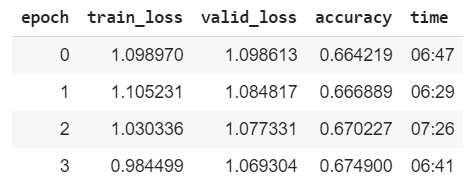 epoch train_loss valid_loss accuracy time
0 1.098970 1.098613 0.664219 06:47
1 1.105231 1.084817 0.666889 06:29
2 1.030336 1.077331 0.670227 07:26
3 0.984499 1.069304 0.674900 06:41